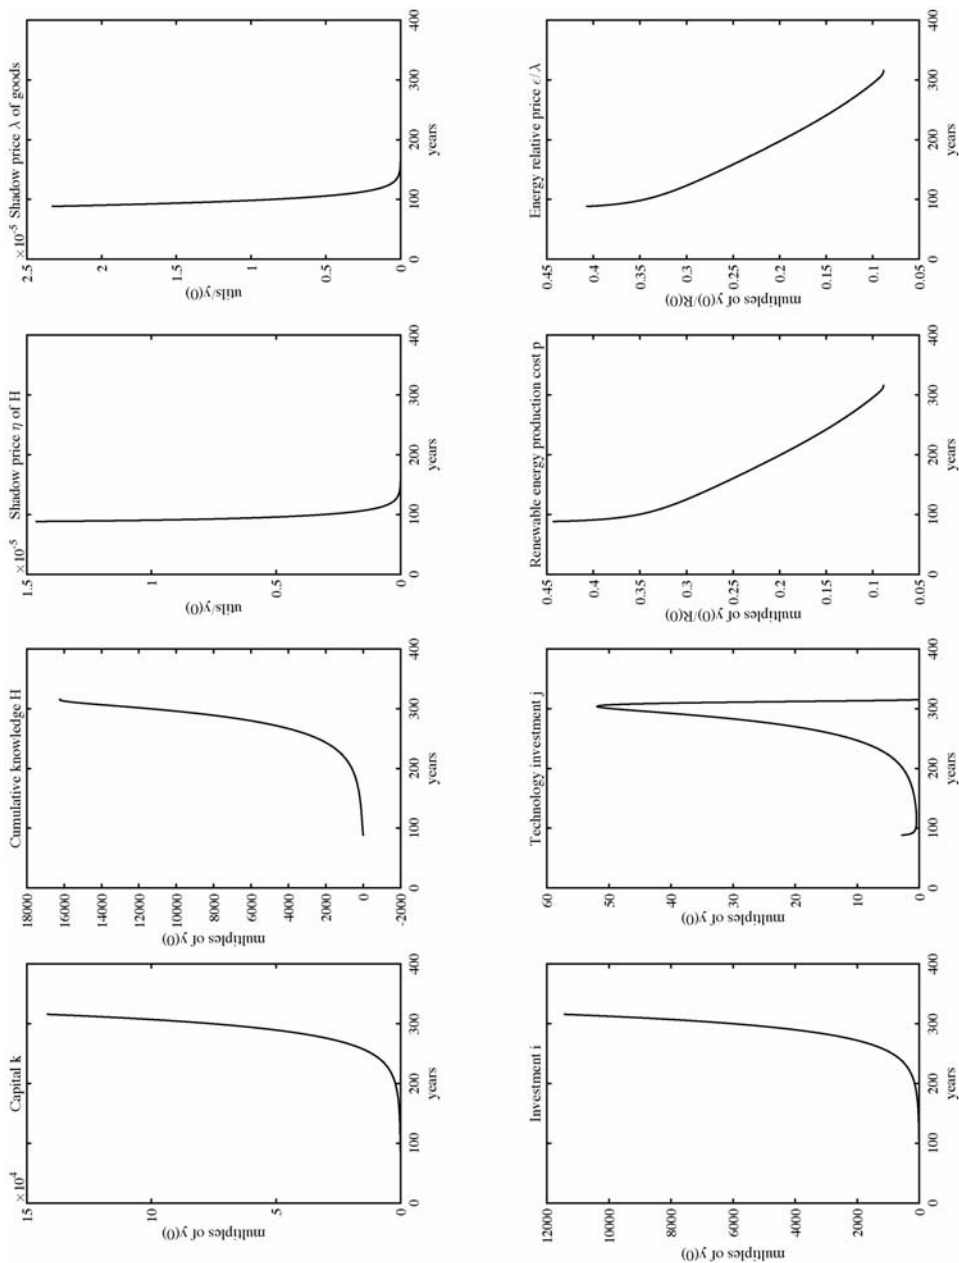 Capital k
×10⁴
15
10
5
0
multiples of y(0)
0 100 200 300 400
years
Cumulative knowledge H
18000
16000
14000
12000
10000
8000
6000
4000
2000
0
-2000
multiples of y(0)
0 100 200 300 400
years
×10⁻⁵ Shadow price η of H
1.5
1
0.5
0
utils/y(0)
0 100 200 300 400
years
×10⁻⁵ Shadow price λ of goods
2.5
2
1.5
1
0.5
0
utils/y(0)
0 100 200 300 400
years
Investment i
12000
10000
8000
6000
4000
2000
0
multiples of y(0)
0 100 200 300 400
years
Technology investment j
60
50
40
30
20
10
0
multiples of y(0)
0 100 200 300 400
years
Renewable energy production cost p
0.45
0.4
0.35
0.3
0.25
0.2
0.15
0.1
0.05
multiples of y(0)/R(0)
0 100 200 300 400
years
Energy relative price ϵ/λ
0.45
0.4
0.35
0.3
0.25
0.2
0.15
0.1
0.05
multiples of y(0)/R(0)
0 100 200 300 400
years